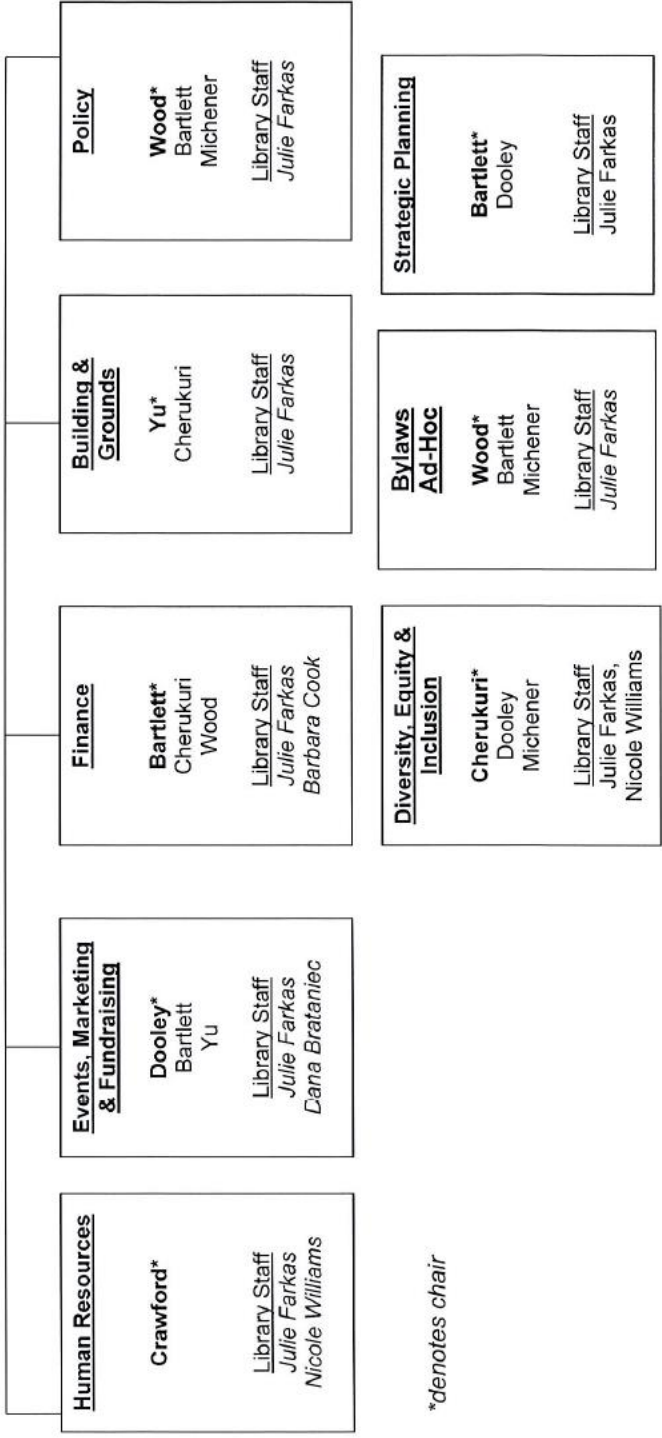 Human Resources
Crawford*
Library Staff
Julie Farkas
Nicole Williams
Events, Marketing
& Fundraising
Dooley*
Bartlett
Yu
Library Staff
Julie Farkas
Dana Brataniec
Finance
Bartlett*
Cherukuri
Wood
Library Staff
Julie Farkas
Barbara Cook
Building &
Grounds
Yu*
Cherukuri
Library Staff
Julie Farkas
Policy
Wood*
Bartlett
Michener
Library Staff
Julie Farkas
Diversity, Equity &
Inclusion
Cherukuri*
Dooley
Michener
Library Staff
Julie Farkas,
Nicole Williams
Bylaws
Ad-Hoc
Wood*
Bartlett
Michener
Library Staff
Julie Farkas
Strategic Planning
Bartlett*
Dooley
Library Staff
Julie Farkas
*denotes chair